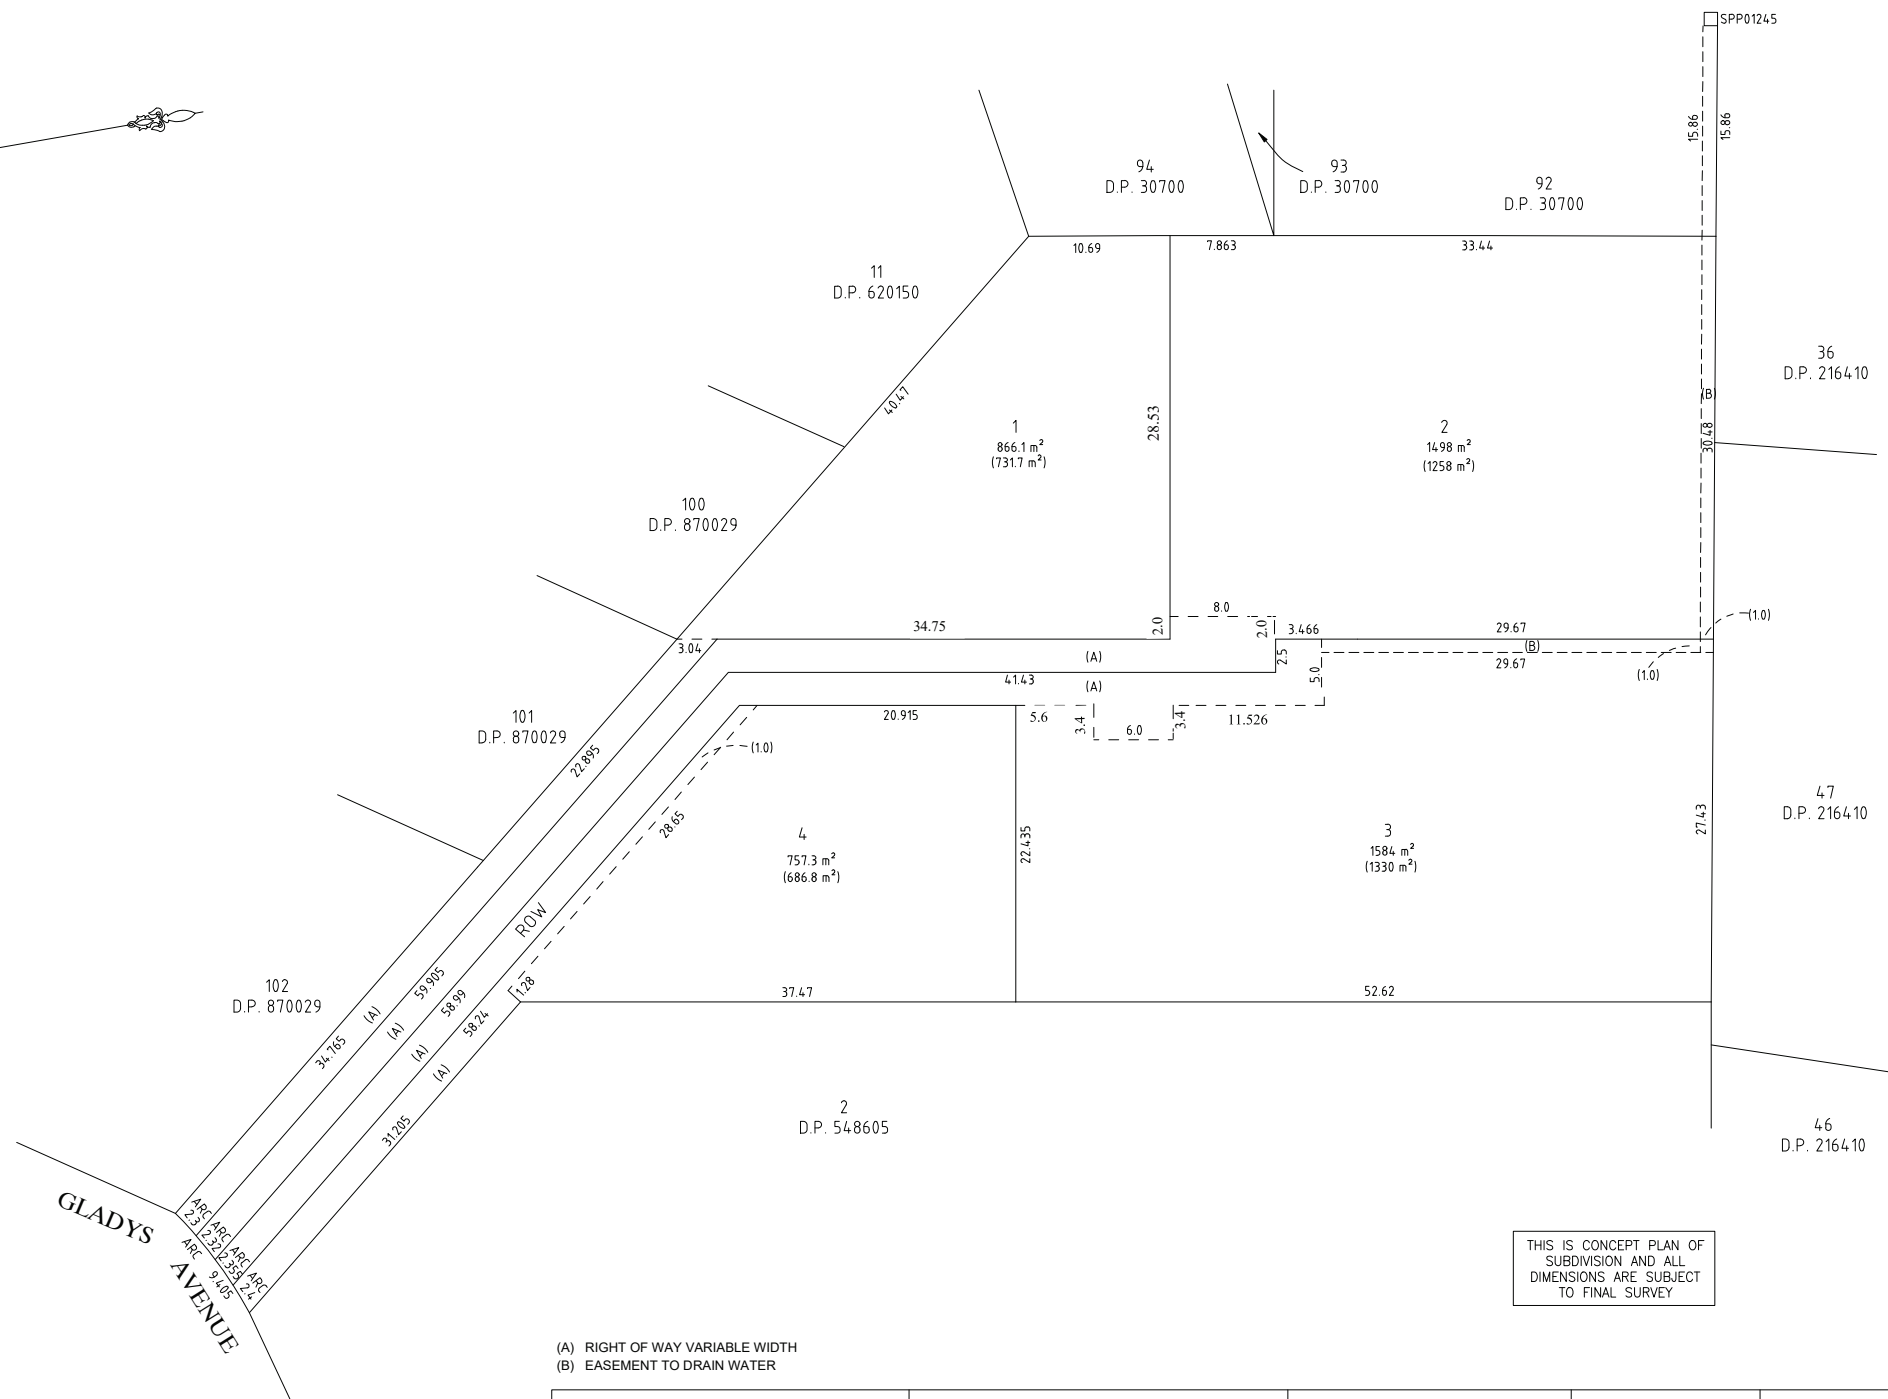 SPP01245
15.86
15.86
94
D.P. 30700
93
D.P. 30700
92
D.P. 30700
10.69
7.863
33.44
11
D.P. 620150
36
D.P. 216410
40.47
28.53
(B)
30.48
1
866.1 m²
(731.7 m²)
2
1498 m²
(1258 m²)
100
D.P. 870029
8.0
2.0
2.0
34.75
3.466
29.67
(1.0)
3.04
(A)
2.5
(B)
5.0
29.67
(1.0)
41.43
(A)
101
D.P. 870029
20.915
5.6
3.4
6.0
3.4
11.526
(1.0)
22.895
28.65
4
757.3 m²
(686.8 m²)
22.435
3
1584 m²
(1330 m²)
27.43
47
D.P. 216410
ROW
102
D.P. 870029
1.28
37.47
52.62
59.905
58.99
58.24
(A)
(A)
(A)
(A)
34.765
31.205
2
D.P. 548605
46
D.P. 216410
GLADYS
AVENUE
ARC
2.3
ARC
2.32
ARC
2.355
ARC
2.4
ARC 9.405
THIS IS CONCEPT PLAN OF
SUBDIVISION AND ALL
DIMENSIONS ARE SUBJECT
TO FINAL SURVEY
(A) RIGHT OF WAY VARIABLE WIDTH
(B) EASEMENT TO DRAIN WATER